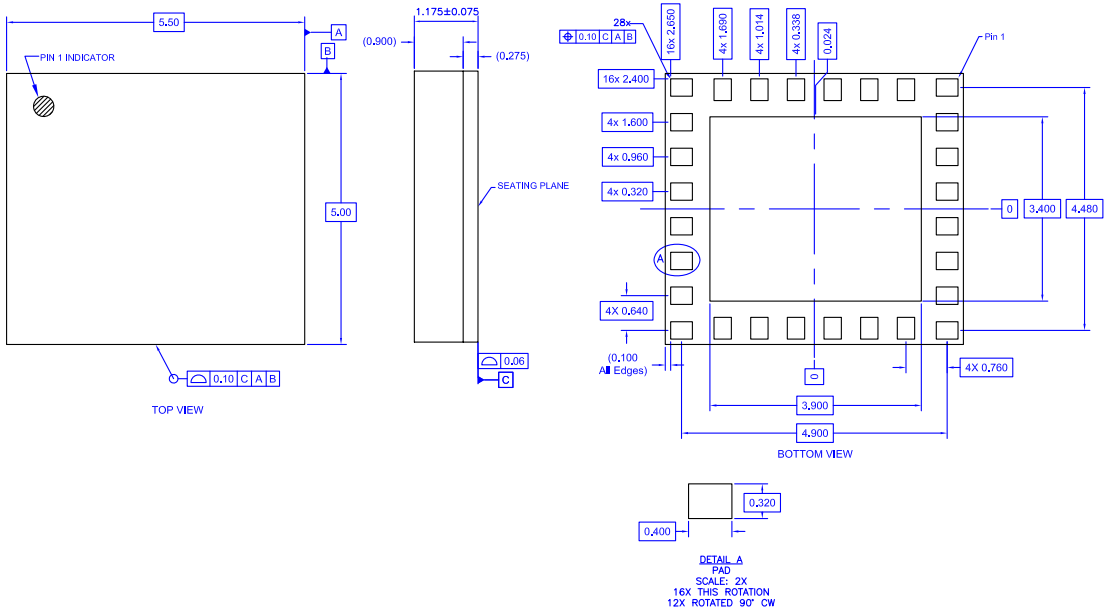 5.50
A
B
PIN 1 INDICATOR
5.00
0.10 C A B
TOP VIEW
1.175±0.075
(0.900)
(0.275)
SEATING PLANE
0.06
C
28x
0.10 C A B
16x 2.650
4x 1.690
4x 1.014
4x 0.338
0.024
Pin 1
16x 2.400
4x 1.600
4x 0.960
4x 0.320
A
4X 0.640
(0.100
All Edges)
0
3.400
4.480
0
4X 0.760
3.900
4.900
BOTTOM VIEW
0.320
0.400
DETAIL A
PAD
SCALE: 2X
16X THIS ROTATION
12X ROTATED 90° CW